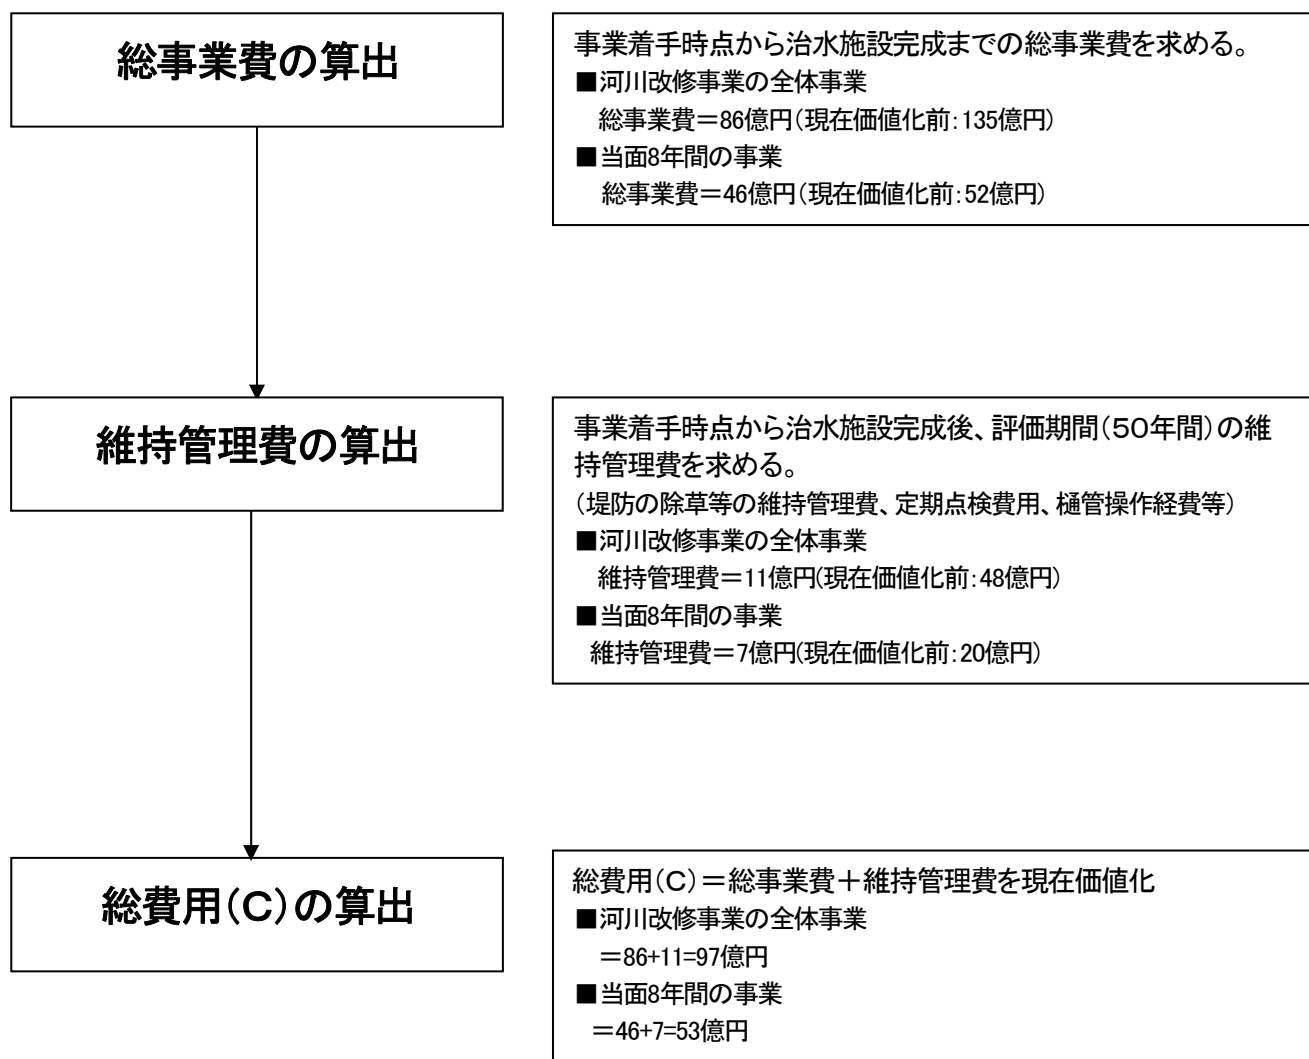 総事業費の算出
事業着手時点から治水施設完成までの総事業費を求める。
■河川改修事業の全体事業
総事業費＝86億円（現在価値化前：135億円）
■当面8年間の事業
総事業費＝46億円（現在価値化前：52億円）
維持管理費の算出
事業着手時点から治水施設完成後、評価期間（５０年間）の維
持管理費を求める。
（堤防の除草等の維持管理費、定期点検費用、樋管操作経費等）
■河川改修事業の全体事業
維持管理費＝11億円(現在価値化前：48億円）
■当面8年間の事業
維持管理費＝7億円(現在価値化前：20億円）
総費用（Ｃ）の算出
総費用（Ｃ）＝総事業費＋維持管理費を現在価値化
■河川改修事業の全体事業
＝86+11=97億円
■当面8年間の事業
＝46+7=53億円